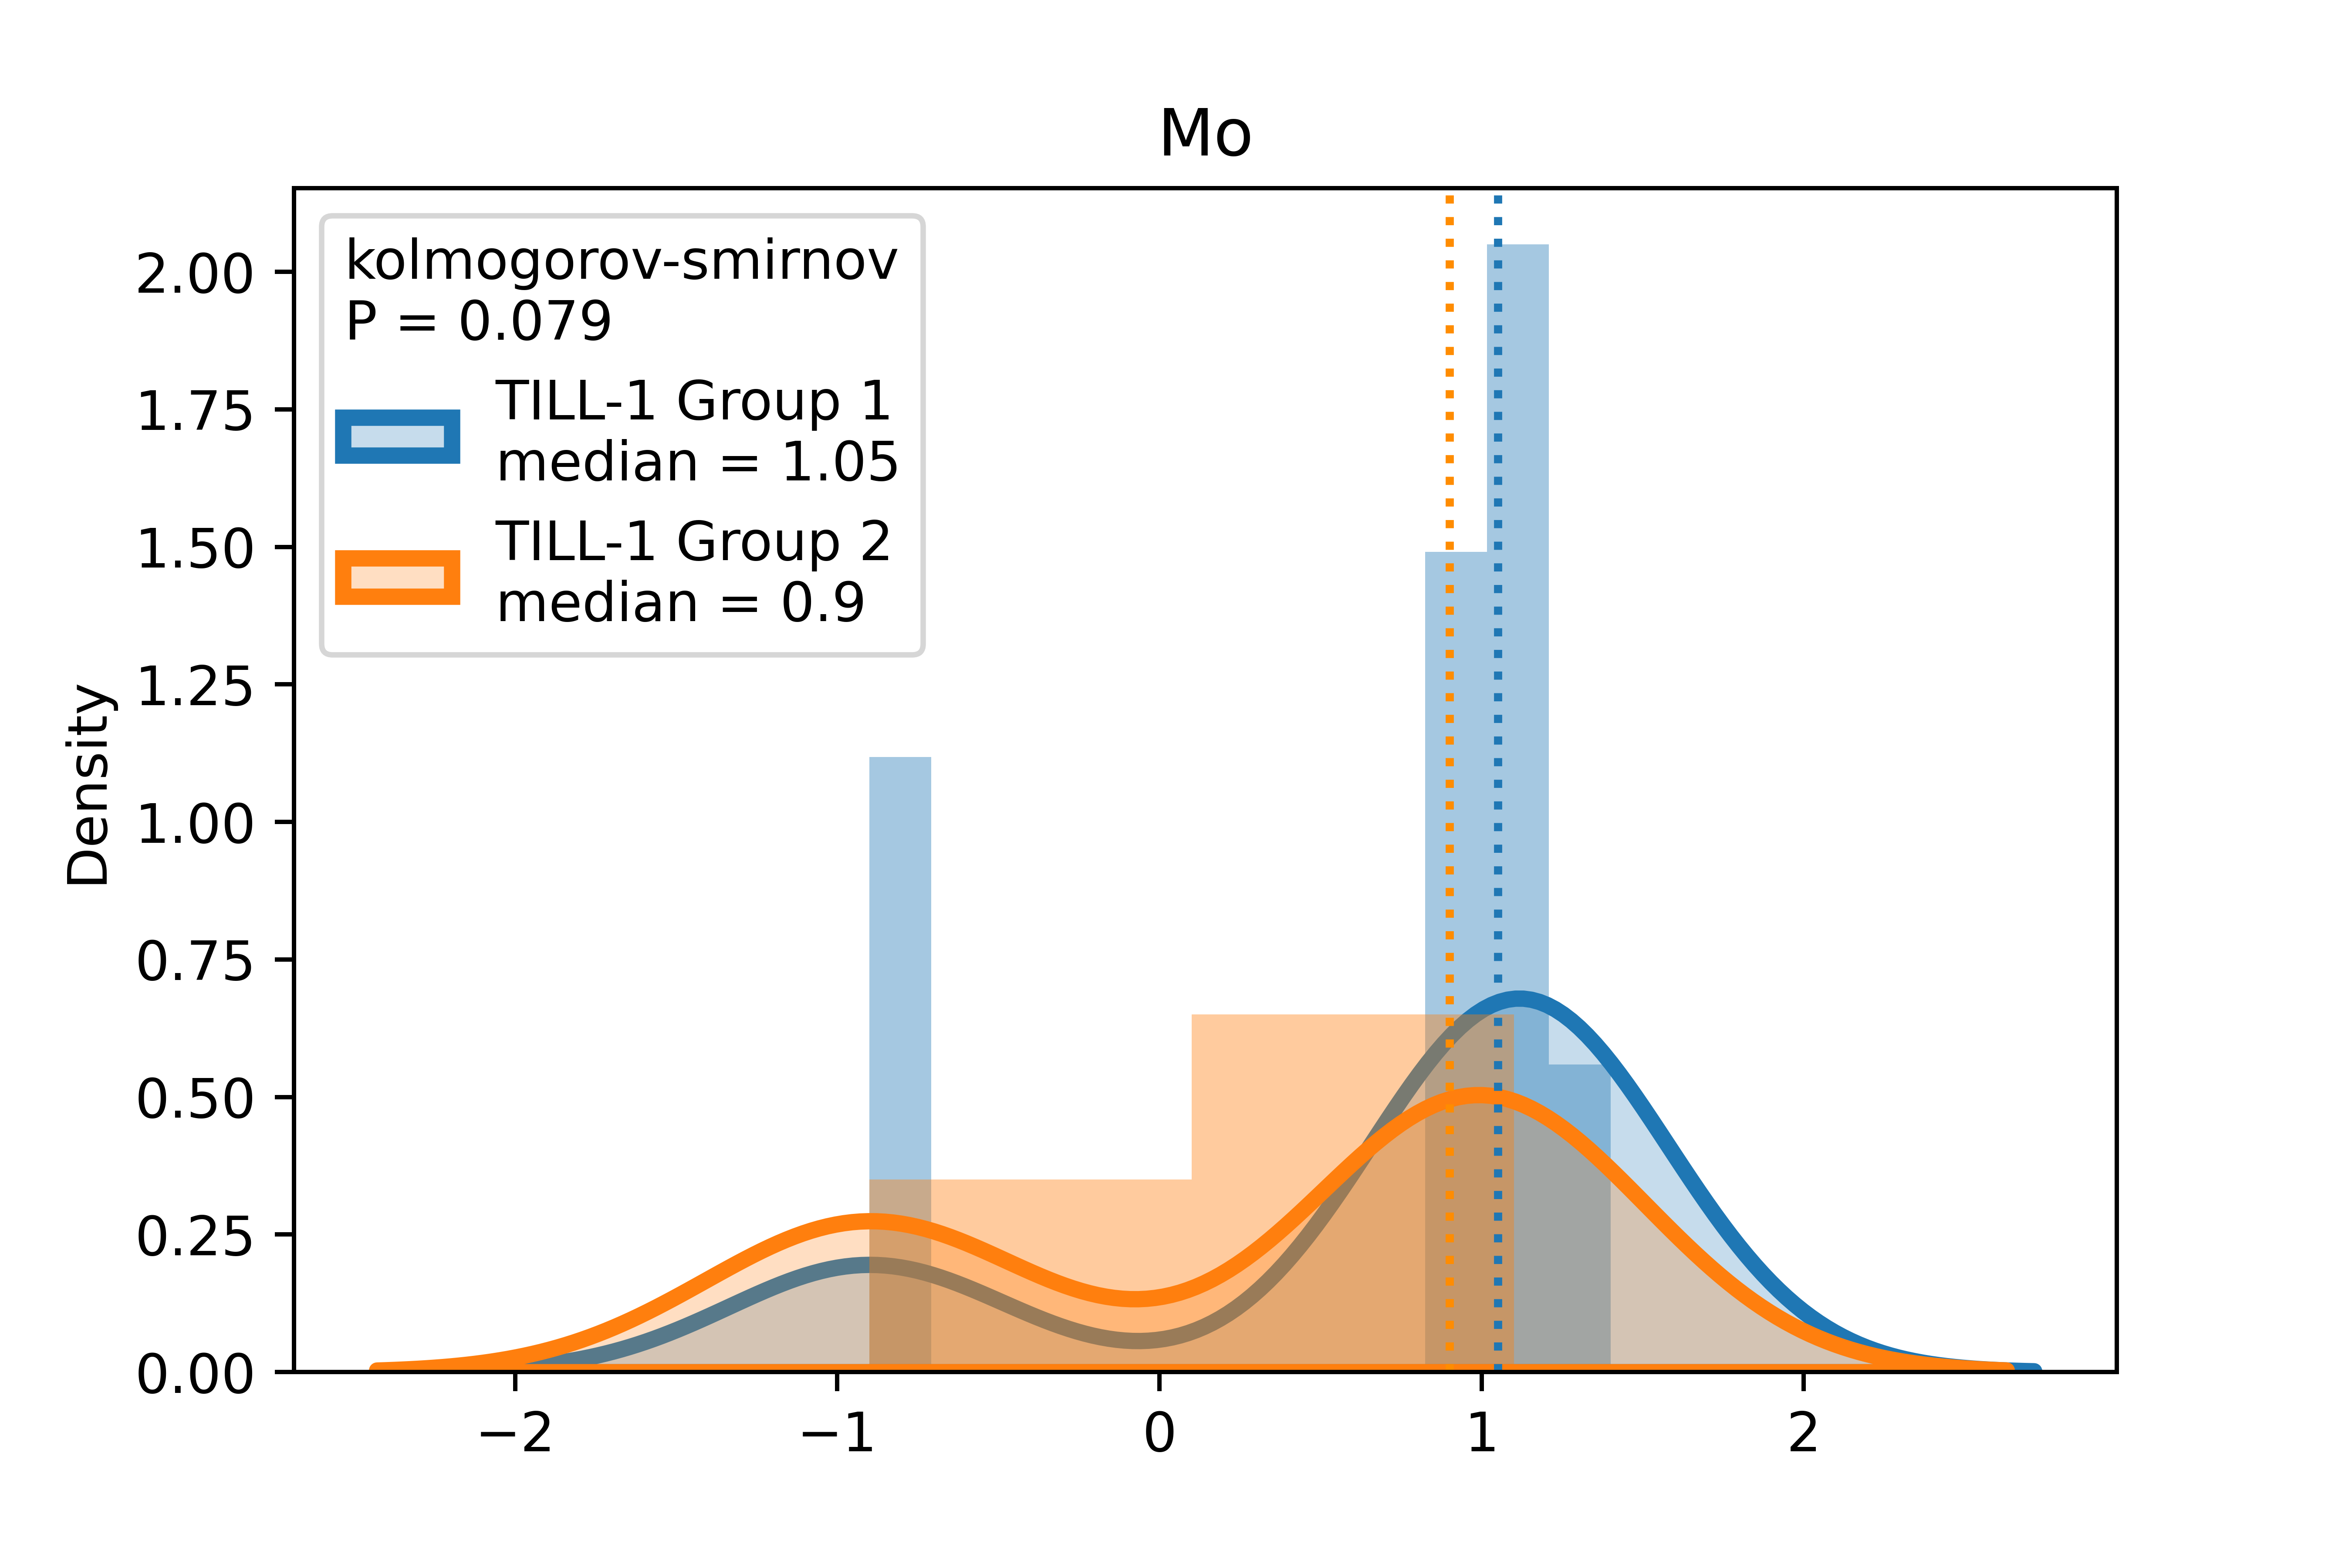 Mo
kolmogorov-smirnov
P = 0.079
TILL-1 Group 1
median = 1.05
TILL-1 Group 2
median = 0.9
Density
2.00
1.75
1.50
1.25
1.00
0.75
0.50
0.25
0.00
−2
−1
0
1
2